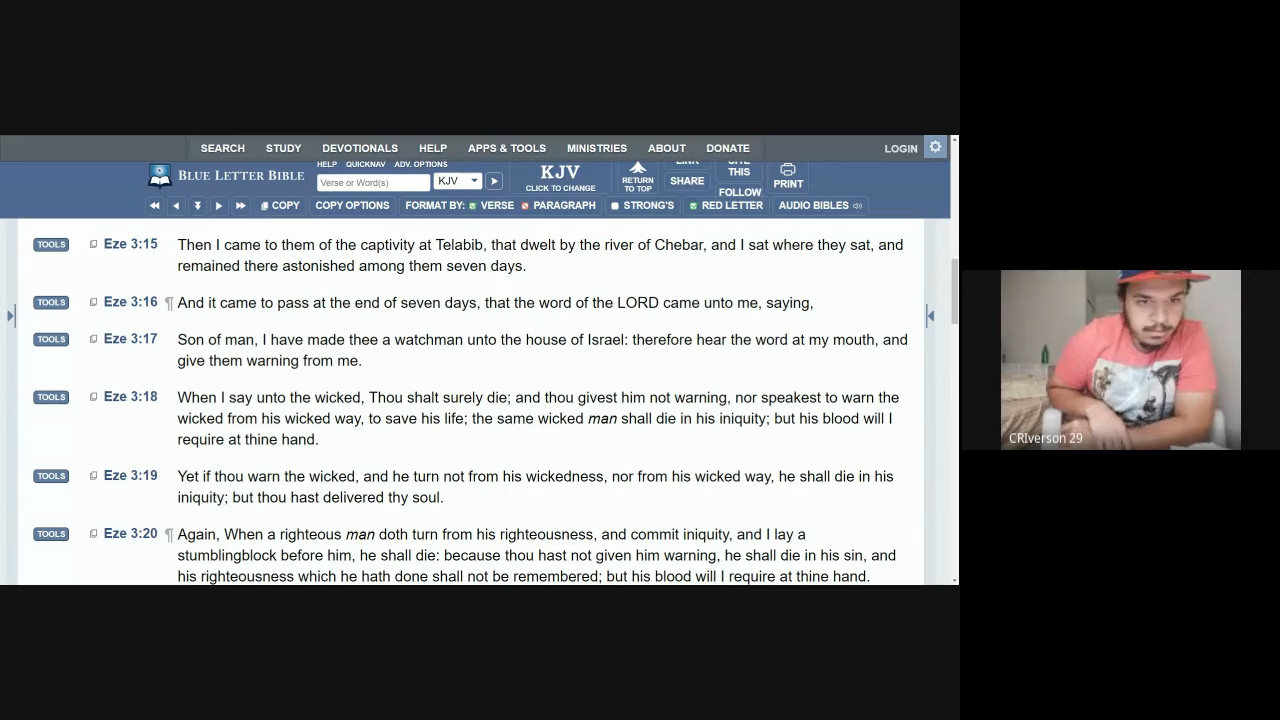 SEARCH STUDY DEVOTIONALS HELP APPS & TOOLS MINISTRIES ABOUT DONATE LOGIN
BLUE LETTER BIBLE
HELP QUICKNAV ADV. OPTIONS
Verse or Word(s) KJV
KJV
CLICK TO CHANGE
RETURN
TO TOP
LINK
SHARE
CITE
THIS
FOLLOW
PRINT
COPY COPY OPTIONS FORMAT BY: VERSE PARAGRAPH STRONG'S RED LETTER AUDIO BIBLES
TOOLS Eze 3:15 Then I came to them of the captivity at Telabib, that dwelt by the river of Chebar, and I sat where they sat, and
remained there astonished among them seven days.
TOOLS Eze 3:16 ¶ And it came to pass at the end of seven days, that the word of the LORD came unto me, saying,
TOOLS Eze 3:17 Son of man, I have made thee a watchman unto the house of Israel: therefore hear the word at my mouth, and
give them warning from me.
TOOLS Eze 3:18 When I say unto the wicked, Thou shalt surely die; and thou givest him not warning, nor speakest to warn the
wicked from his wicked way, to save his life; the same wicked man shall die in his iniquity; but his blood will I
require at thine hand.
TOOLS Eze 3:19 Yet if thou warn the wicked, and he turn not from his wickedness, nor from his wicked way, he shall die in his
iniquity; but thou hast delivered thy soul.
TOOLS Eze 3:20 ¶ Again, When a righteous man doth turn from his righteousness, and commit iniquity, and I lay a
stumblingblock before him, he shall die: because thou hast not given him warning, he shall die in his sin, and
his righteousness which he hath done shall not be remembered; but his blood will I require at thine hand.
CRIverson 29